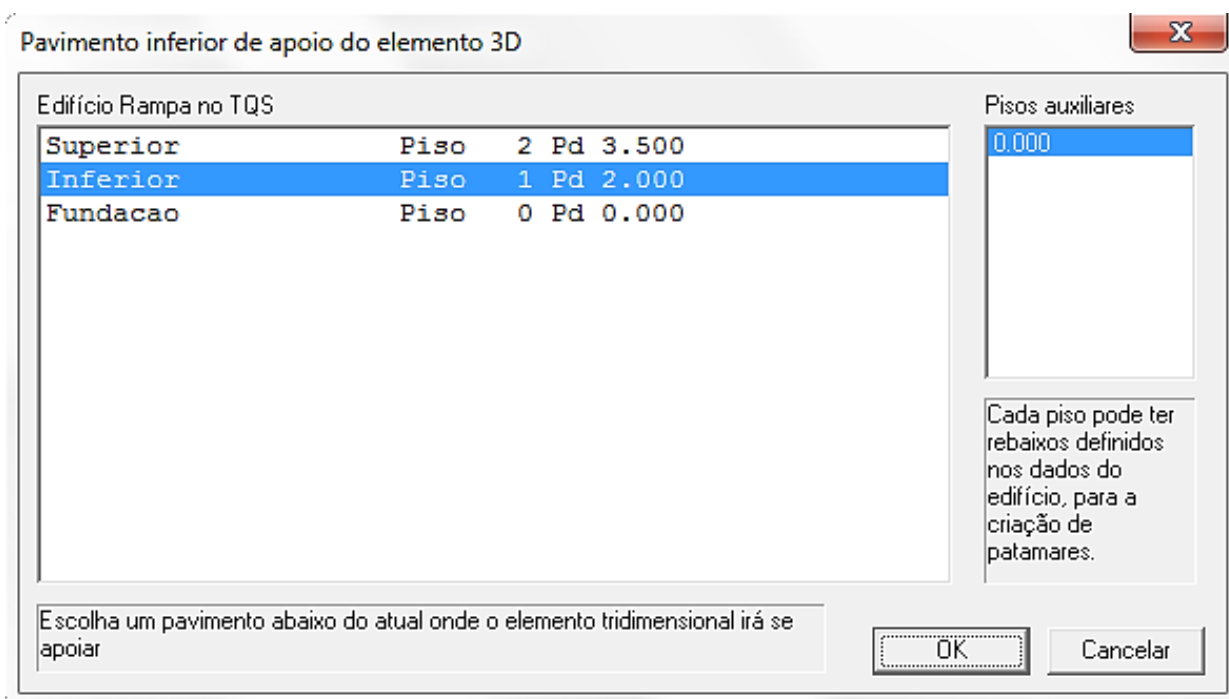 Pavimento inferior de apoio do elemento 3D
Edifício Rampa no TQS
Pisos auxiliares
Superior Piso 2 Pd 3.500
Inferior Piso 1 Pd 2.000
Fundacao Piso 0 Pd 0.000
0.000
Cada piso pode ter
rebaixos definidos
nos dados do
edifício, para a
criação de
patamares.
Escolha um pavimento abaixo do atual onde o elemento tridimensional irá se
apoiar
OK
Cancelar